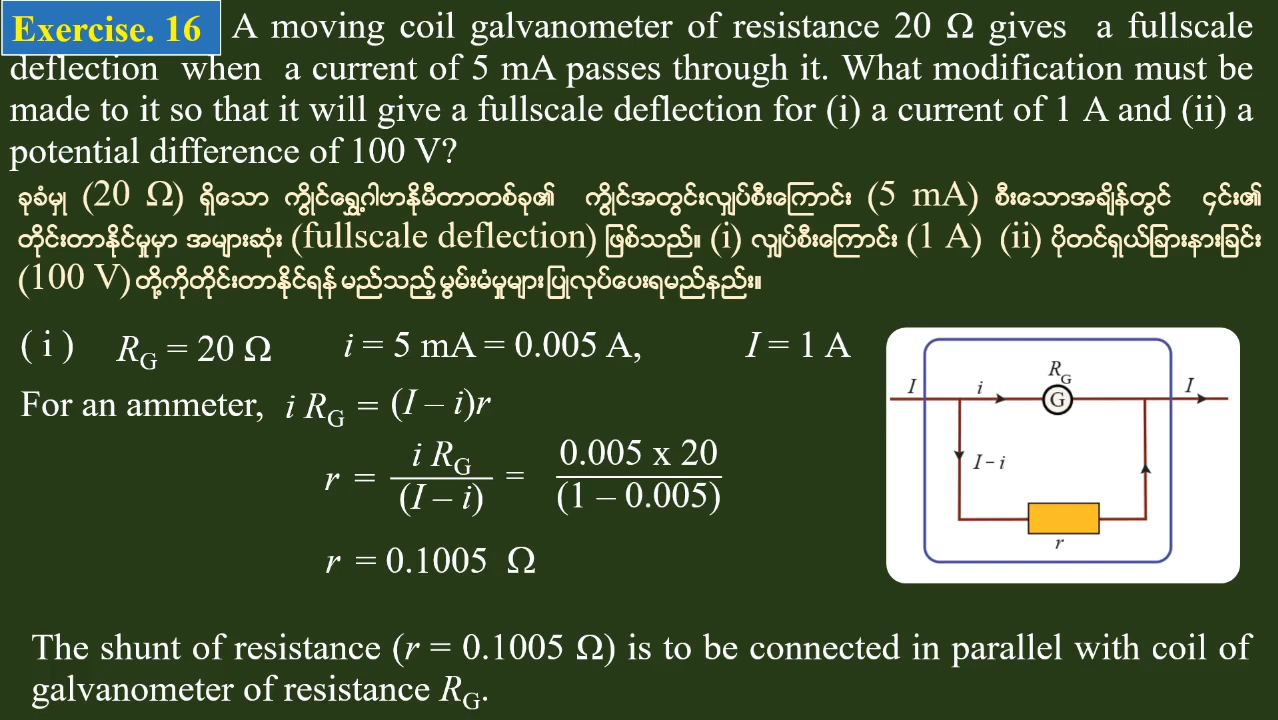 Exercise. 16 A moving coil galvanometer of resistance 20 Ω gives a fullscale
deflection when a current of 5 mA passes through it. What modification must be
made to it so that it will give a fullscale deflection for (i) a current of 1 A and (ii) a
potential difference of 100 V?
ခုခံမှု (20 Ω) ရှိသော ကွိုင်ရွေ့ဂါဗာနိုမီတာတစ်ခု၏ ကွိုင်အတွင်းလျှပ်စီးကြောင်း (5 mA) စီးသောအချိန်တွင် ၎င်း၏
တိုင်းတာနိုင်မှုမှာ အများဆုံး (fullscale deflection) ဖြစ်သည်။ (i) လျှပ်စီးကြောင်း (1 A) (ii) ပိုတင်ရှယ်ခြားနားခြင်း
(100 V) တို့ကိုတိုင်းတာနိုင်ရန် မည်သည့် မွမ်းမံမှုများ ပြုလုပ်ပေးရမည်နည်း။
( i ) R_G = 20 Ω i = 5 mA = 0.005 A, I = 1 A
For an ammeter, i R_G = (I – i)r
r = i R_G / (I – i) = 0.005 x 20 / (1 – 0.005)
r = 0.1005 Ω
R_G
I i G I
I – i
r
The shunt of resistance (r = 0.1005 Ω) is to be connected in parallel with coil of
galvanometer of resistance R_G.